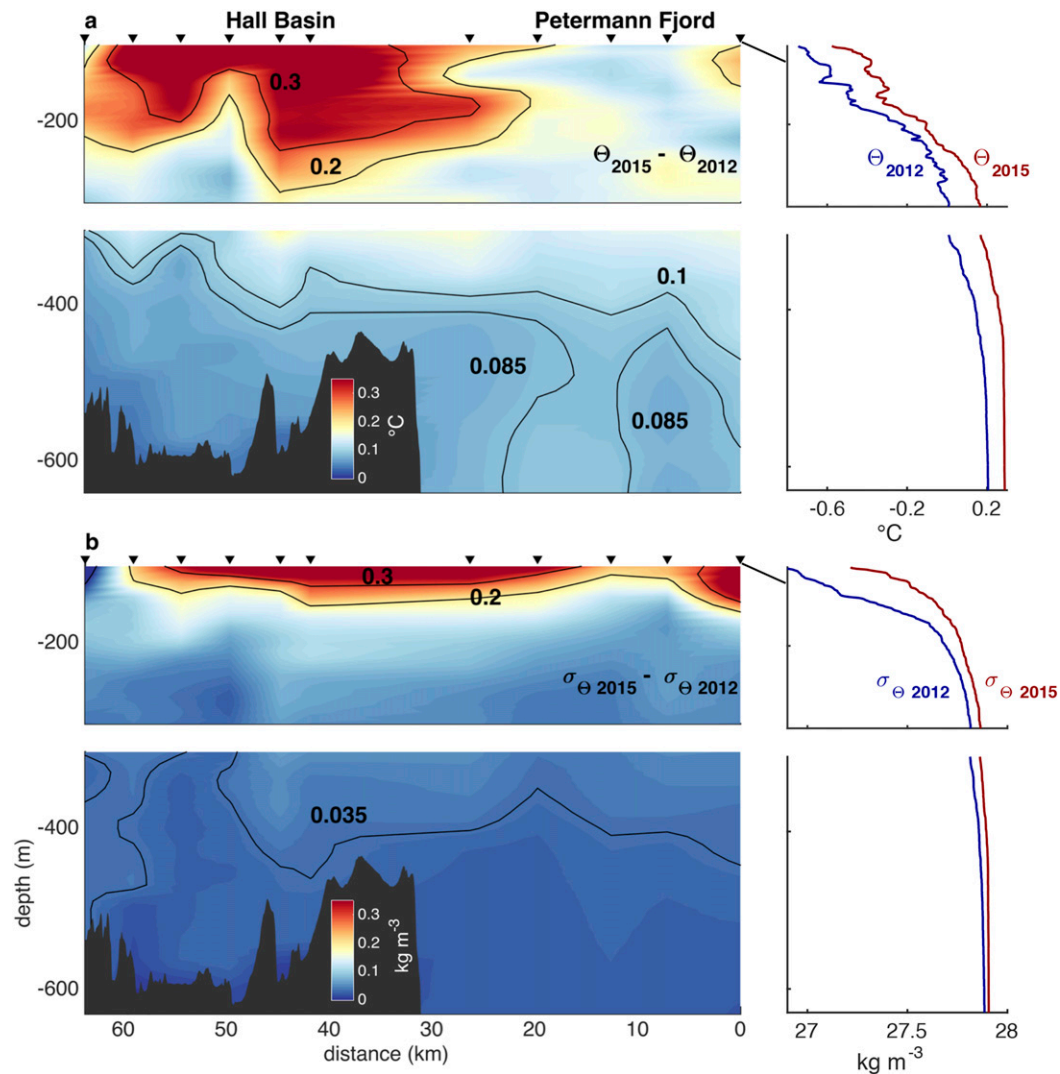 a
Hall Basin
Petermann Fjord
0.3
0.2
-200
Θ2015 - Θ2012
Θ2012
Θ2015
-400
-600
0.1
0.085
0.085
0.3
0.2
0.1
0
°C
-0.6
-0.2
0.2
°C
b
0.3
0.2
-200
σΘ 2015 - σΘ 2012
σΘ 2012
σΘ 2015
depth (m)
-400
-600
0.035
0.3
0.2
0.1
0
kg m-3
60
50
40
30
20
10
0
distance (km)
27
27.5
28
kg m-3